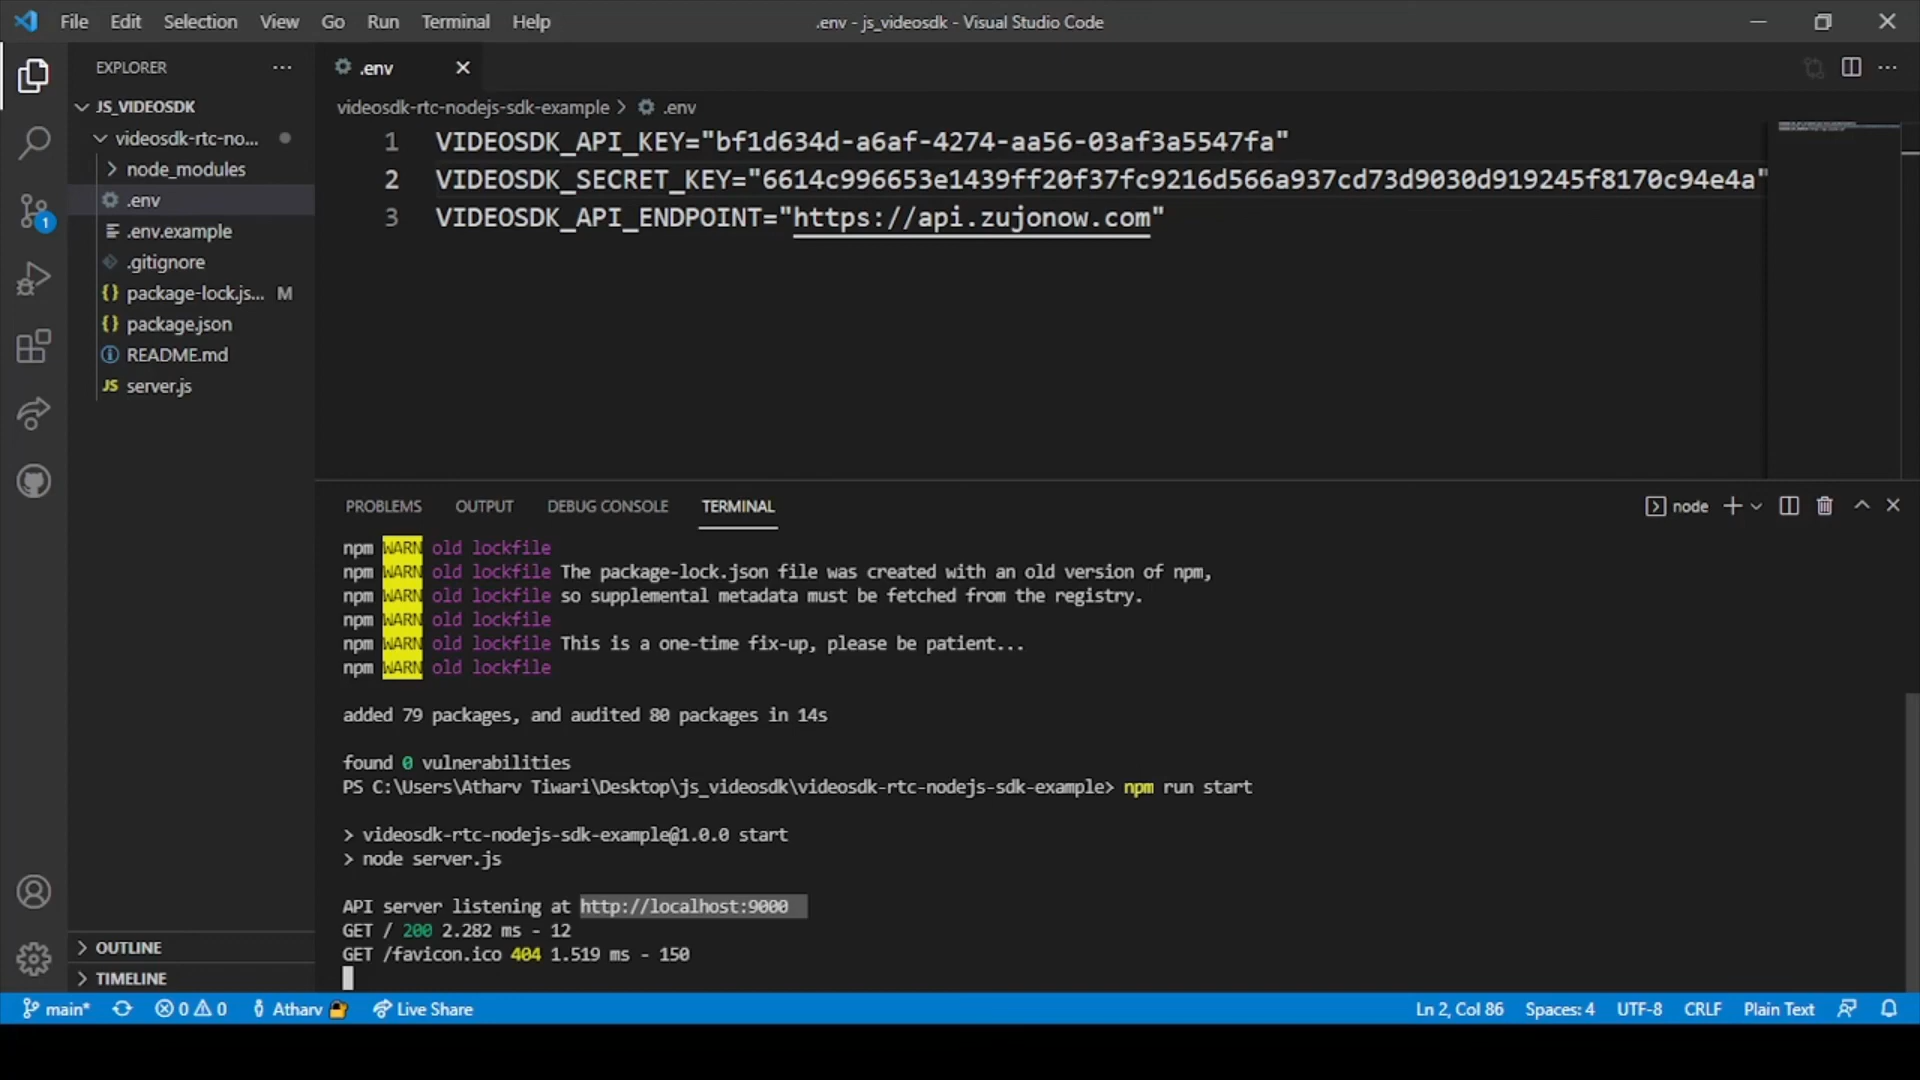 File Edit Selection View Go Run Terminal Help
.env - js_videosdk - Visual Studio Code
EXPLORER
JS_VIDEOSDK
videosdk-rtc-no...
node_modules
.env
.env.example
.gitignore
package-lock.js... M
package.json
README.md
JS server.js
OUTLINE
TIMELINE
1
.env
videosdk-rtc-nodejs-sdk-example > .env
1 VIDEOSDK_API_KEY="bf1d634d-a6af-4274-aa56-03af3a5547fa"
2 VIDEOSDK_SECRET_KEY="6614c996653e1439ff20f37fc9216d566a937cd73d9030d919245f8170c94e4a"
3 VIDEOSDK_API_ENDPOINT="https://api.zujonow.com"
PROBLEMS OUTPUT DEBUG CONSOLE TERMINAL
node
npm WARN old lockfile
npm WARN old lockfile The package-lock.json file was created with an old version of npm,
npm WARN old lockfile so supplemental metadata must be fetched from the registry.
npm WARN old lockfile
npm WARN old lockfile This is a one-time fix-up, please be patient...
npm WARN old lockfile
added 79 packages, and audited 80 packages in 14s
found 0 vulnerabilities
PS C:\Users\Atharv Tiwari\Desktop\js_videosdk\videosdk-rtc-nodejs-sdk-example> npm run start
> videosdk-rtc-nodejs-sdk-example@1.0.0 start
> node server.js
API server listening at http://localhost:9000
GET / 200 2.282 ms - 12
GET /favicon.ico 404 1.519 ms - 150
main* 0 0 Atharv Live Share
Ln 2, Col 86 Spaces: 4 UTF-8 CRLF Plain Text